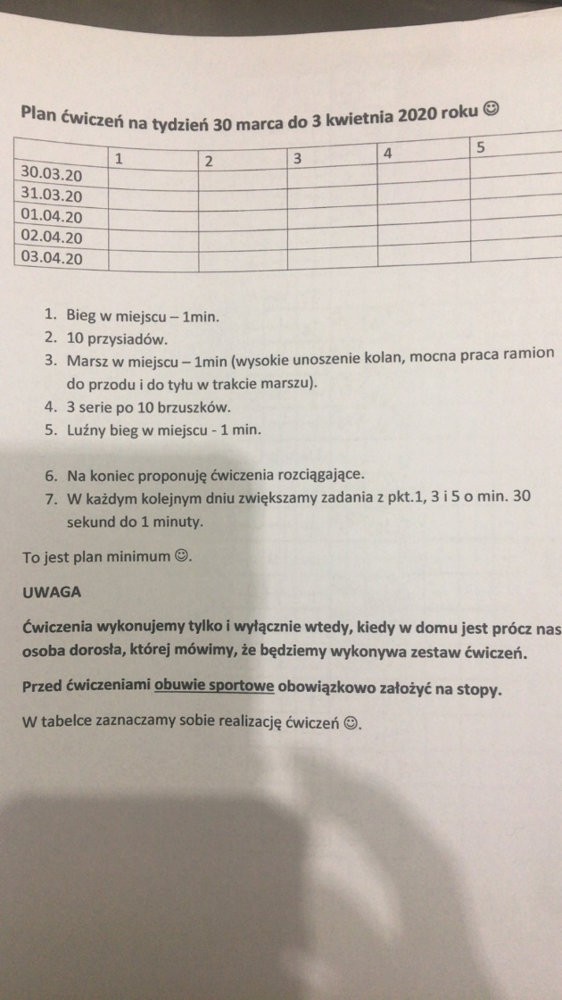 Plan ćwiczeń na tydzień 30 marca do 3 kwietnia 2020 roku ☺
1 2 3 4 5
30.03.20
31.03.20
01.04.20
02.04.20
03.04.20
1. Bieg w miejscu – 1min.
2. 10 przysiadów.
3. Marsz w miejscu – 1min (wysokie unoszenie kolan, mocna praca ramion
do przodu i do tyłu w trakcie marszu).
4. 3 serie po 10 brzuszków.
5. Luźny bieg w miejscu - 1 min.
6. Na koniec proponuję ćwiczenia rozciągające.
7. W każdym kolejnym dniu zwiększamy zadania z pkt.1, 3 i 5 o min. 30
sekund do 1 minuty.
To jest plan minimum ☺.
UWAGA
Ćwiczenia wykonujemy tylko i wyłącznie wtedy, kiedy w domu jest prócz nas
osoba dorosła, której mówimy, że będziemy wykonywa zestaw ćwiczeń.
Przed ćwiczeniami obuwie sportowe obowiązkowo założyć na stopy.
W tabelce zaznaczamy sobie realizację ćwiczeń ☺.